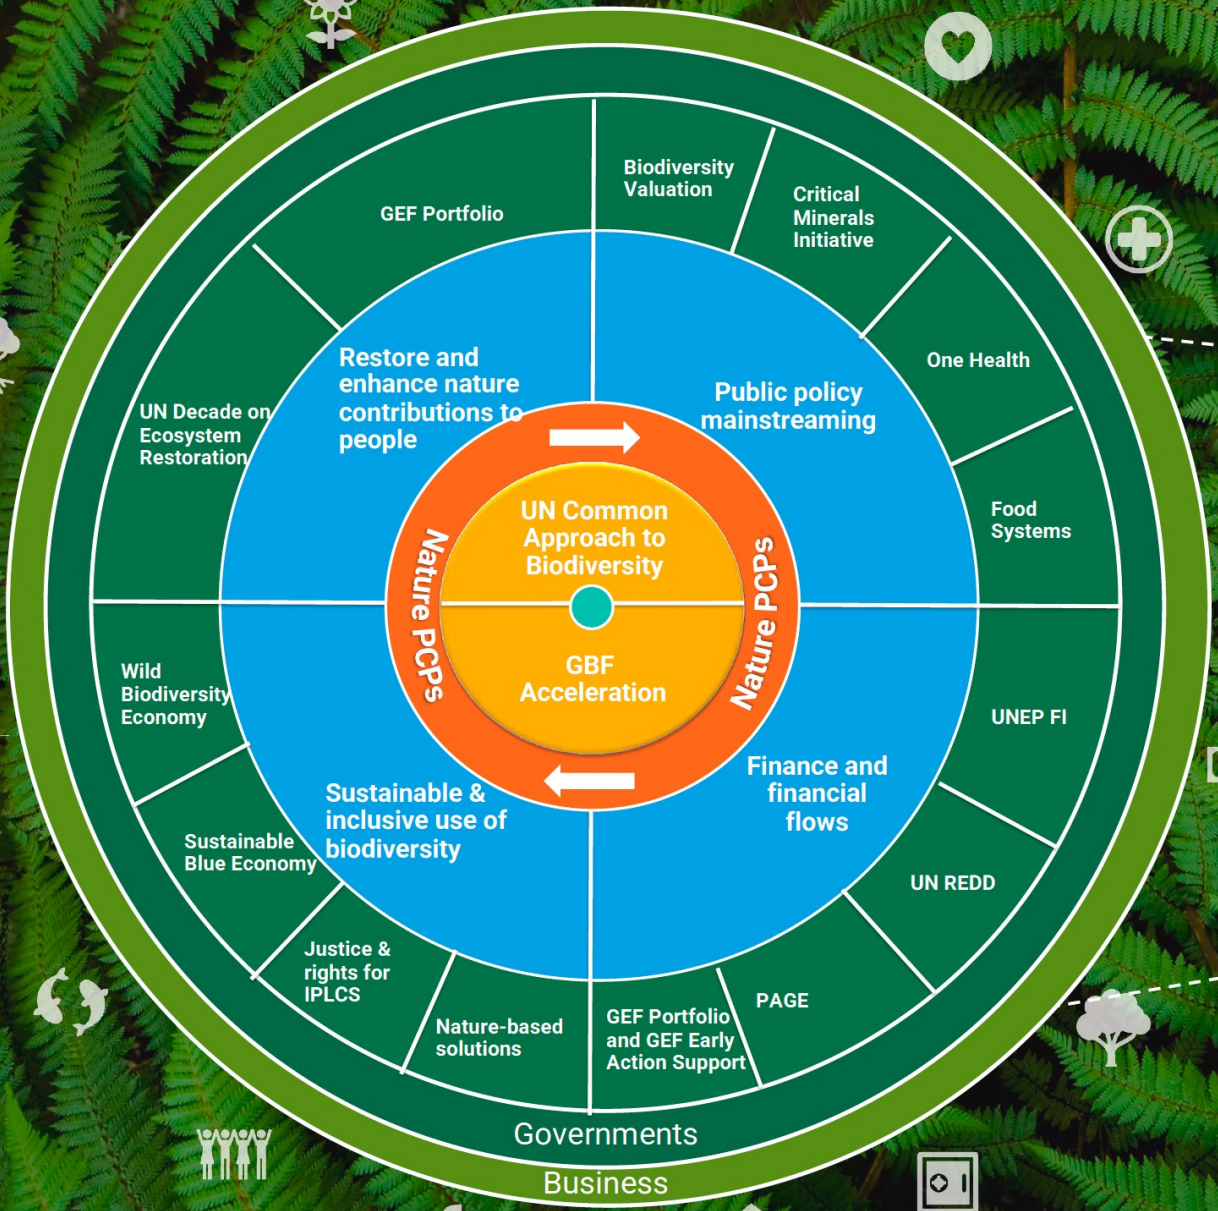 GEF Portfolio
Biodiversity
Valuation
Critical
Minerals
Initiative
One Health
Food
Systems
UN Decade on
Ecosystem
Restoration
Restore and
enhance nature
contributions to
people
Public policy
mainstreaming
UN Common
Approach to
Biodiversity
Nature PCPs
Nature PCPs
GBF
Acceleration
Wild
Biodiversity
Economy
Sustainable
Blue Economy
Sustainable &
inclusive use of
biodiversity
Finance and
financial
flows
UNEP FI
UN REDD
Justice &
rights for
IPLCS
Nature-based
solutions
GEF Portfolio
and GEF Early
Action Support
PAGE
Governments
Business